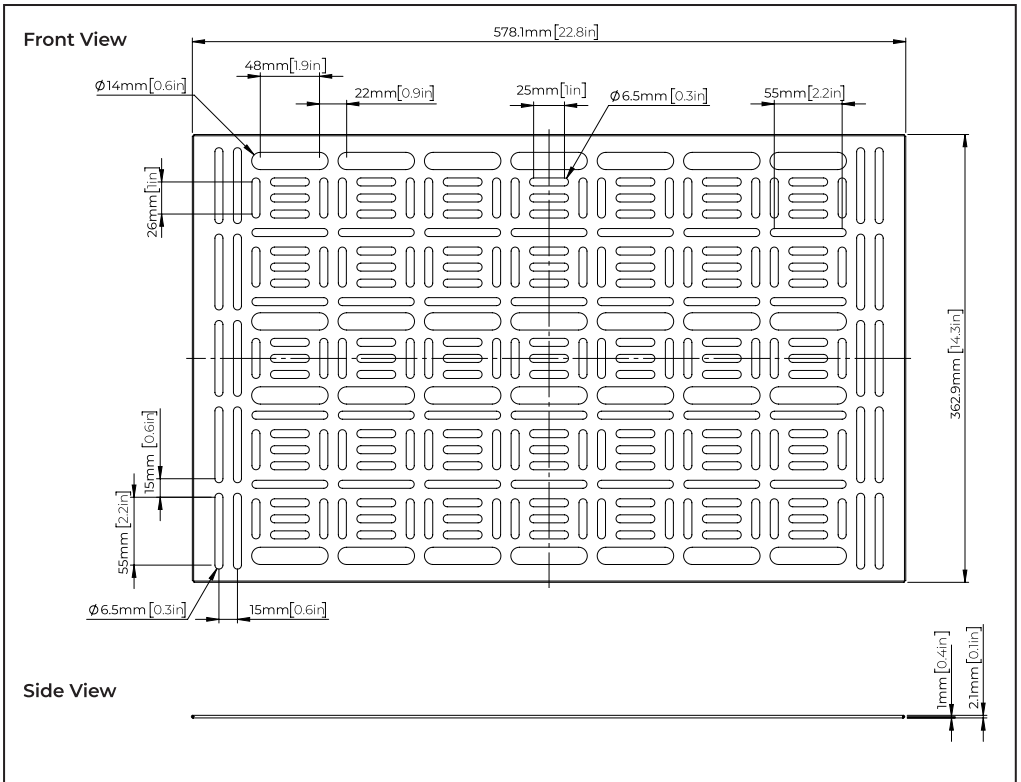 Front View
578.1mm[22.8in]
48mm[1.9in]
Ø14mm[0.6in]
22mm[0.9in]
25mm[1in]
Ø6.5mm[0.3in]
55mm[2.2in]
26mm[1in]
362.9mm [14.3in]
15mm [0.6in]
55mm [2.2in]
Ø6.5mm[0.3in]
15mm[0.6in]
Side View
1mm [0.4in]
2.1mm [0.1in]